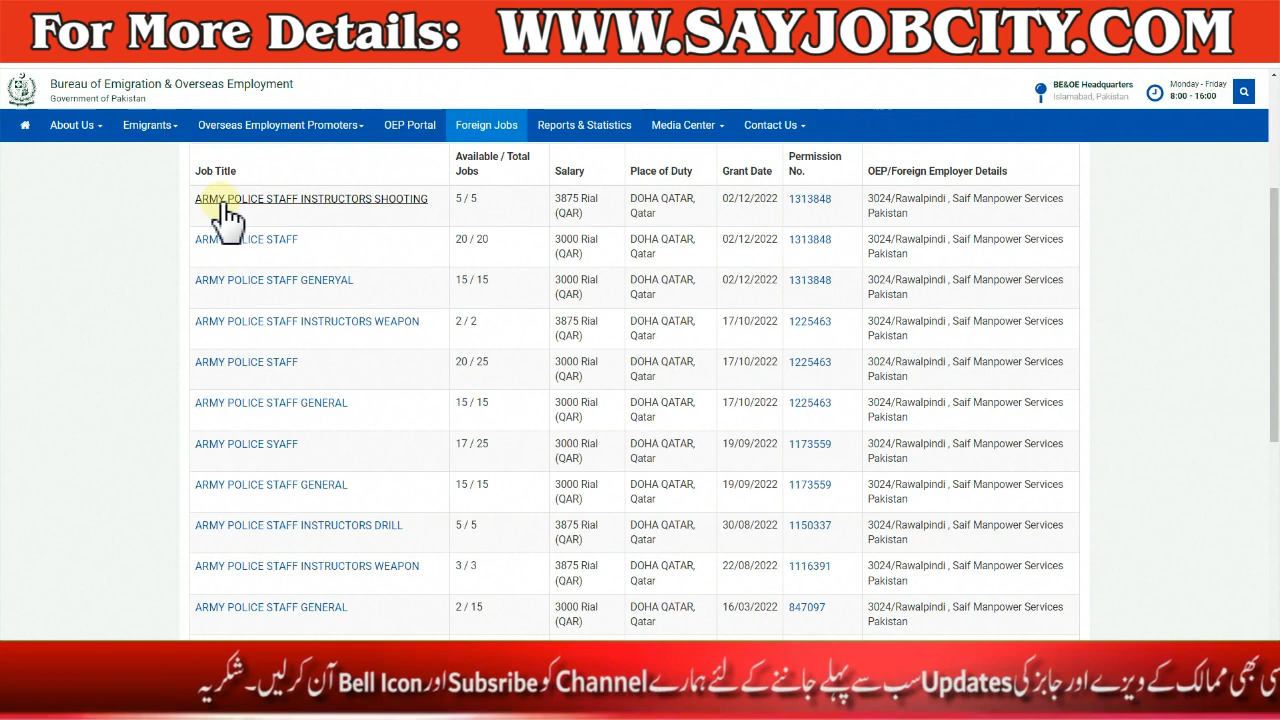 For More Details: WWW.SAYJOBCITY.COM
Bureau of Emigration & Overseas Employment
Government of Pakistan
BE&OE Headquarters
Islamabad, Pakistan
Monday - Friday
8:00 - 16:00
About Us Emigrants Overseas Employment Promoters OEP Portal Foreign Jobs Reports & Statistics Media Center Contact Us
Job Title Available / Total Jobs Salary Place of Duty Grant Date Permission No. OEP/Foreign Employer Details
ARMY POLICE STAFF INSTRUCTORS SHOOTING 5 / 5 3875 Rial (QAR) DOHA QATAR, Qatar 02/12/2022 1313848 3024/Rawalpindi , Saif Manpower Services Pakistan
ARMY POLICE STAFF 20 / 20 3000 Rial (QAR) DOHA QATAR, Qatar 02/12/2022 1313848 3024/Rawalpindi , Saif Manpower Services Pakistan
ARMY POLICE STAFF GENERYAL 15 / 15 3000 Rial (QAR) DOHA QATAR, Qatar 02/12/2022 1313848 3024/Rawalpindi , Saif Manpower Services Pakistan
ARMY POLICE STAFF INSTRUCTORS WEAPON 2 / 2 3875 Rial (QAR) DOHA QATAR, Qatar 17/10/2022 1225463 3024/Rawalpindi , Saif Manpower Services Pakistan
ARMY POLICE STAFF 20 / 25 3000 Rial (QAR) DOHA QATAR, Qatar 17/10/2022 1225463 3024/Rawalpindi , Saif Manpower Services Pakistan
ARMY POLICE STAFF GENERAL 15 / 15 3000 Rial (QAR) DOHA QATAR, Qatar 17/10/2022 1225463 3024/Rawalpindi , Saif Manpower Services Pakistan
ARMY POLICE SYAFF 17 / 25 3000 Rial (QAR) DOHA QATAR, Qatar 19/09/2022 1173559 3024/Rawalpindi , Saif Manpower Services Pakistan
ARMY POLICE STAFF GENERAL 15 / 15 3000 Rial (QAR) DOHA QATAR, Qatar 19/09/2022 1173559 3024/Rawalpindi , Saif Manpower Services Pakistan
ARMY POLICE STAFF INSTRUCTORS DRILL 5 / 5 3875 Rial (QAR) DOHA QATAR, Qatar 30/08/2022 1150337 3024/Rawalpindi , Saif Manpower Services Pakistan
ARMY POLICE STAFF INSTRUCTORS WEAPON 3 / 3 3875 Rial (QAR) DOHA QATAR, Qatar 22/08/2022 1116391 3024/Rawalpindi , Saif Manpower Services Pakistan
ARMY POLICE STAFF GENERAL 2 / 15 3000 Rial (QAR) DOHA QATAR, Qatar 16/03/2022 847097 3024/Rawalpindi , Saif Manpower Services Pakistan
بھی ممالک کے ویزے اور جابز کی Updates سب سے پہلے جاننے کے لئے ہمارے Channel کو Subsribe اور Bell Icon آن کرلیں۔ شکریہ